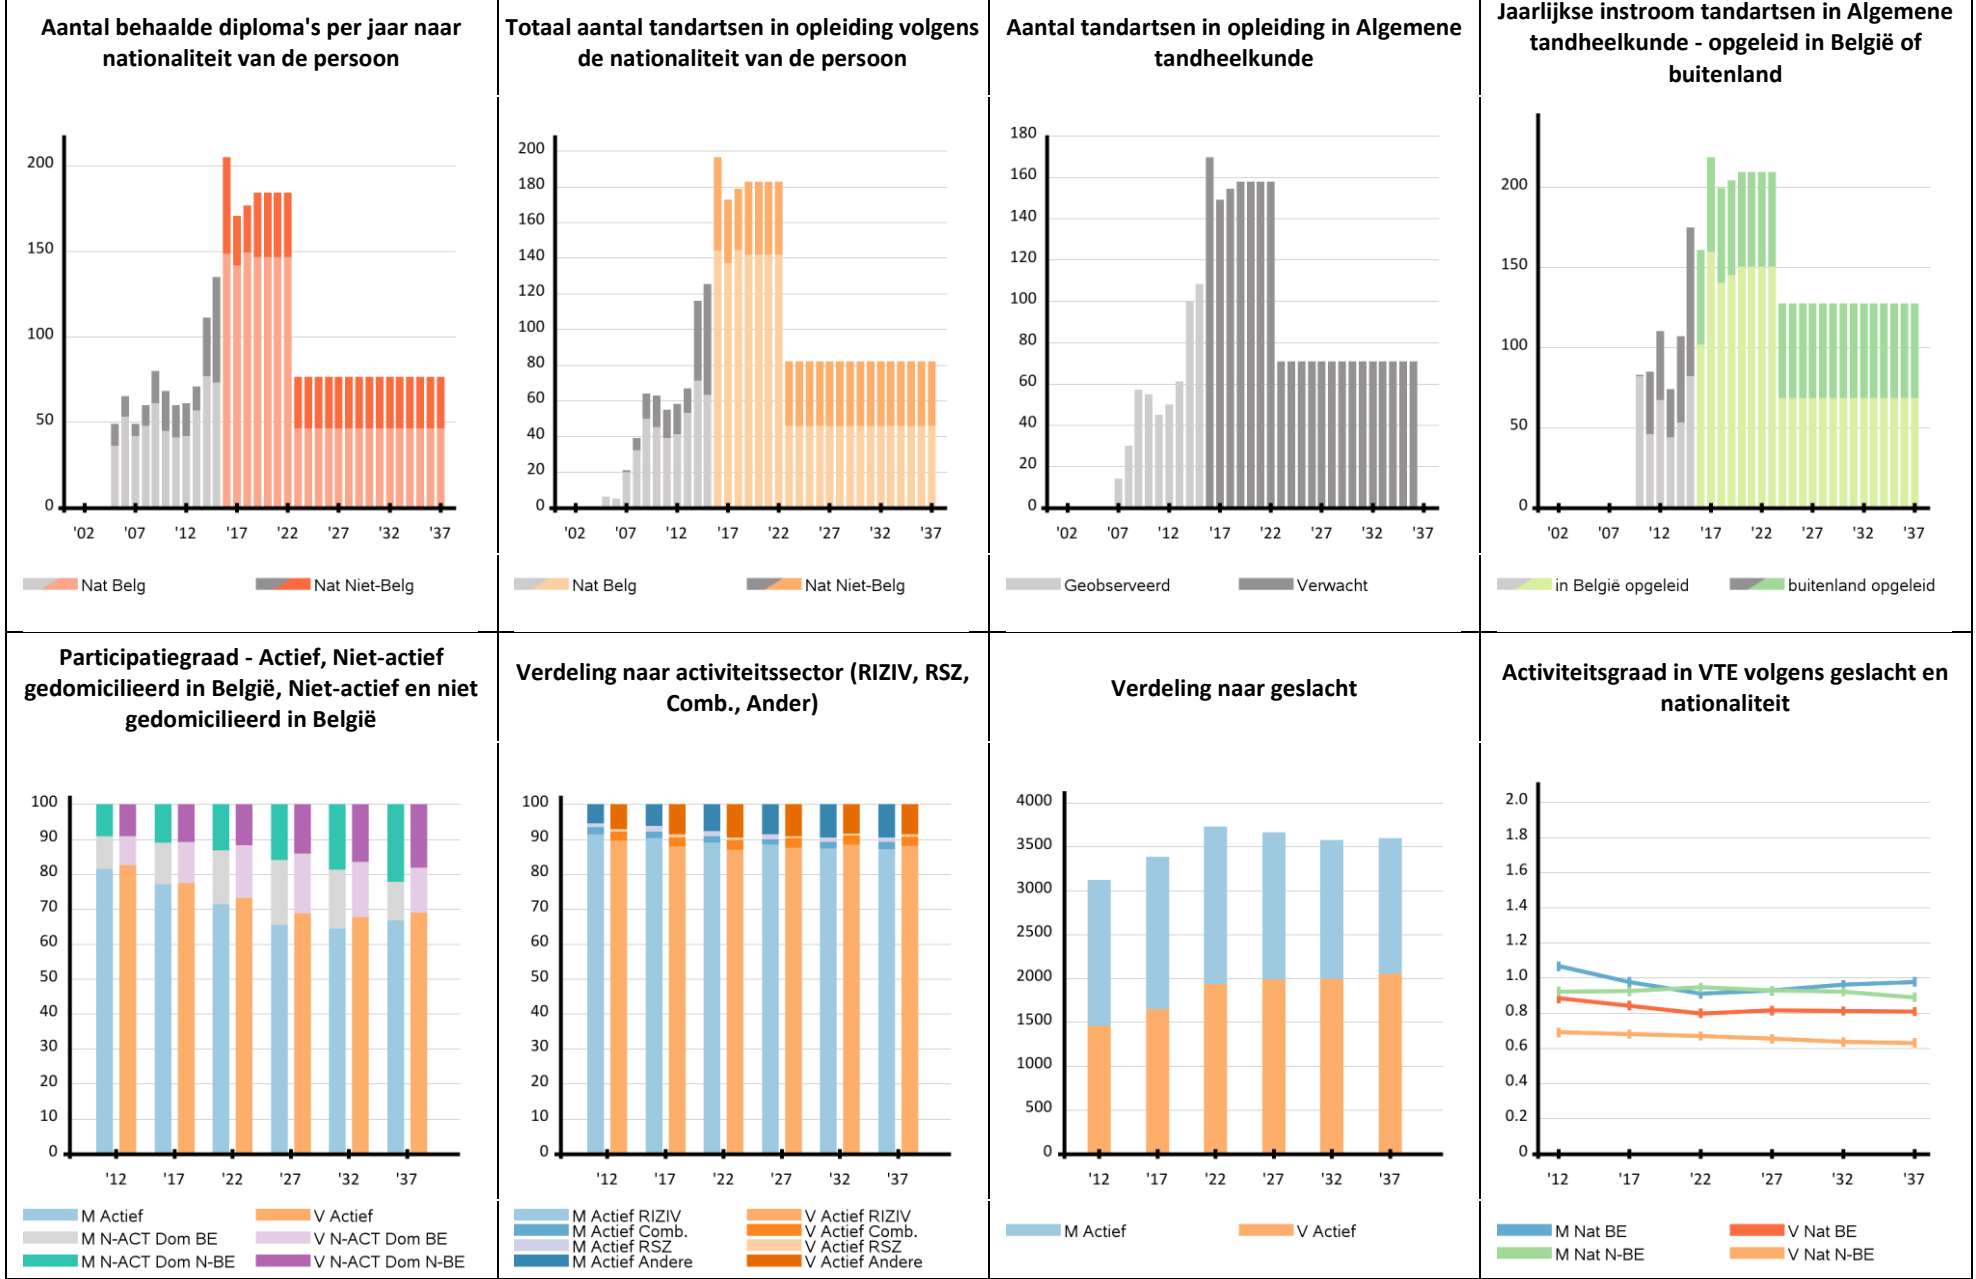 Aantal behaalde diploma's per jaar naar
nationaliteit van de persoon
200
150
100
50
0
'02 '07 '12 '17 '22 '27 '32 '37
Nat Belg Nat Niet-Belg
Totaal aantal tandartsen in opleiding volgens
de nationaliteit van de persoon
200
180
160
140
120
100
80
60
40
20
0
'02 '07 '12 '17 '22 '27 '32 '37
Nat Belg Nat Niet-Belg
Aantal tandartsen in opleiding in Algemene
tandheelkunde
180
160
140
120
100
80
60
40
20
0
'02 '07 '12 '17 '22 '27 '32 '37
Geobserveerd Verwacht
Jaarlijkse instroom tandartsen in Algemene
tandheelkunde - opgeleid in België of
buitenland
200
150
100
50
0
'02 '07 '12 '17 '22 '27 '32 '37
in België opgeleid buitenland opgeleid
Participatiegraad - Actief, Niet-actief
gedomicilieerd in België, Niet-actief en niet
gedomicilieerd in België
100
90
80
70
60
50
40
30
20
10
0
'12 '17 '22 '27 '32 '37
M Actief V Actief
M N-ACT Dom BE V N-ACT Dom BE
M N-ACT Dom N-BE V N-ACT Dom N-BE
Verdeling naar activiteitssector (RIZIV, RSZ,
Comb., Ander)
100
90
80
70
60
50
40
30
20
10
0
'12 '17 '22 '27 '32 '37
M Actief RIZIV V Actief RIZIV
M Actief Comb. V Actief Comb.
M Actief RSZ V Actief RSZ
M Actief Andere V Actief Andere
Verdeling naar geslacht
4000
3500
3000
2500
2000
1500
1000
500
0
'12 '17 '22 '27 '32 '37
M Actief V Actief
Activiteitsgraad in VTE volgens geslacht en
nationaliteit
2.0
1.8
1.6
1.4
1.2
1.0
0.8
0.6
0.4
0.2
0
'12 '17 '22 '27 '32 '37
M Nat BE V Nat BE
M Nat N-BE V Nat N-BE